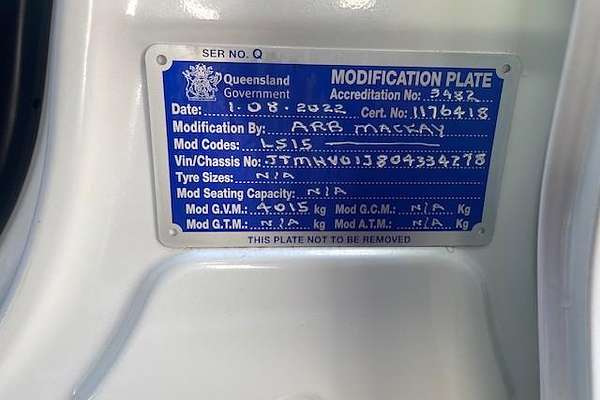 SER NO. Q
Queensland Government
MODIFICATION PLATE
Accreditation No: 3482
Date: 1.08.2022 Cert. No: 1176418
Modification By: ARB MACKAY
Mod Codes: LS15
Vin/Chassis No: JTMHV01J804334278
Tyre Sizes: N/A
Mod Seating Capacity: N/A
Mod G.V.M: 4015 kg Mod G.C.M: N/A Kg
Mod G.T.M: N/A kg Mod A.T.M: N/A Kg
THIS PLATE NOT TO BE REMOVED